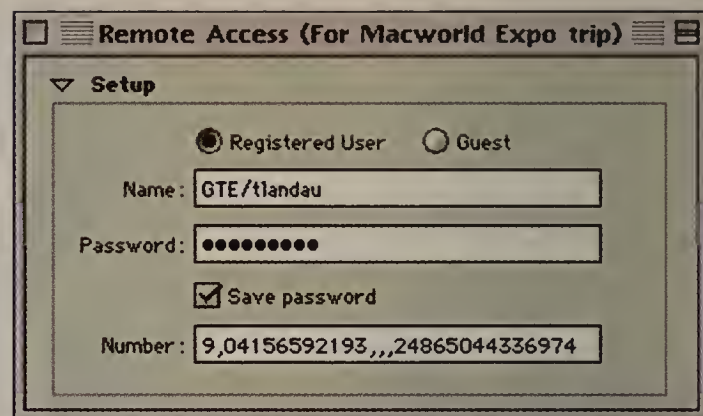 Remote Access (For Macworld Expo trip)
Setup
Registered User Guest
Name: GTE/tlandau
Password: •••••••••
Save password
Number: 9,04156592193,,,24865044336974